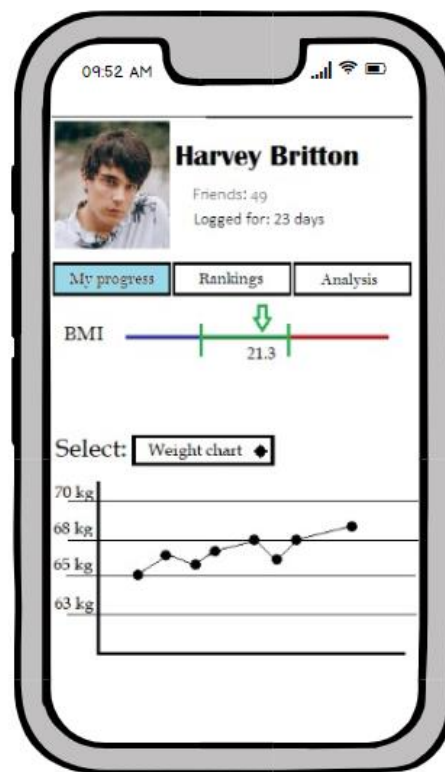 09:52 AM
Harvey Britton
Friends: 49
Logged for: 23 days
My progress Rankings Analysis
BMI
21.3
Select: Weight chart
70 kg
68 kg
65 kg
63 kg